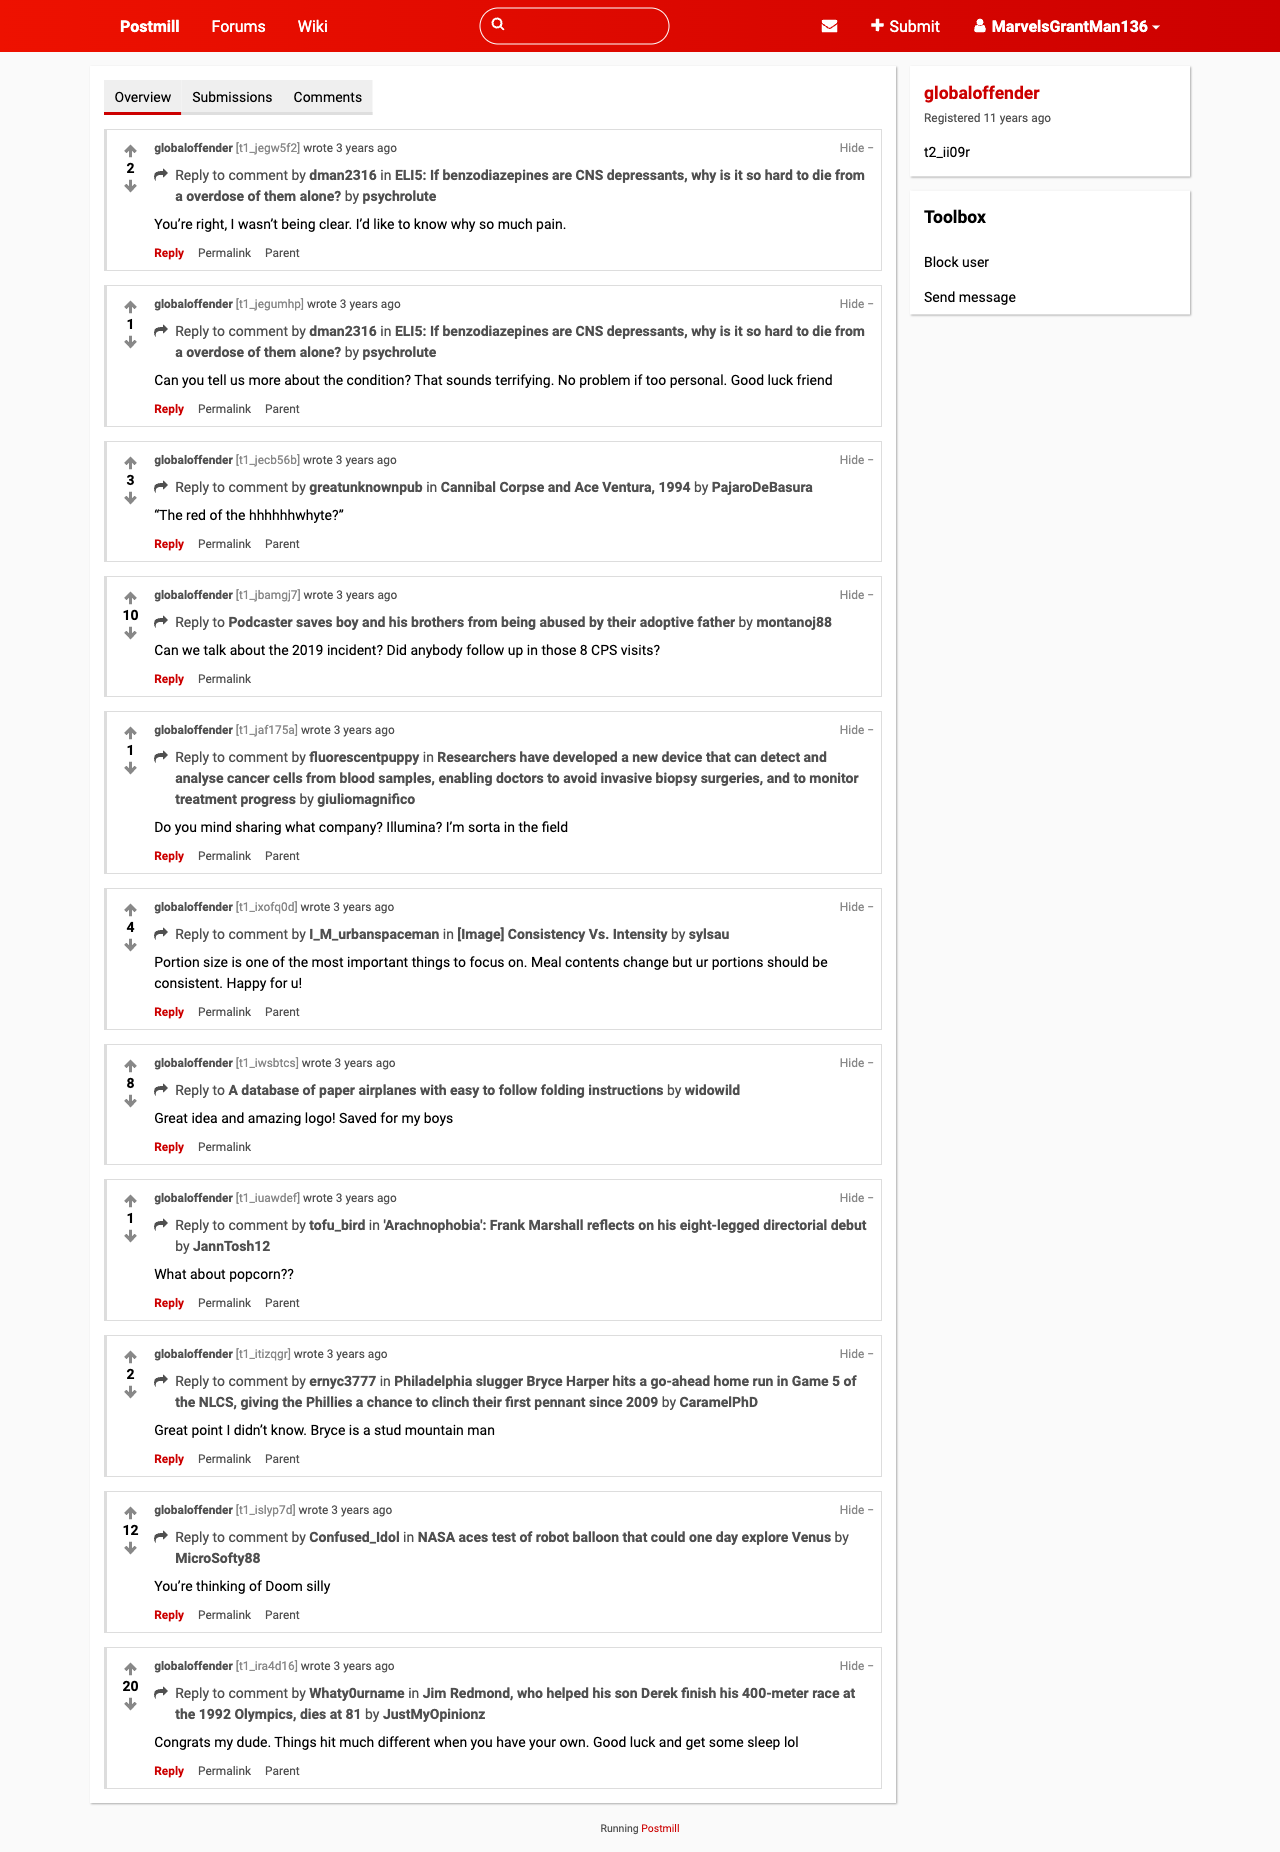 Postmill Forums Wiki Submit MarvelsGrantMan136
Overview Submissions Comments
globaloffender [t1_jegw5f2] wrote 3 years ago Hide −
2
Reply to comment by dman2316 in ELI5: If benzodiazepines are CNS depressants, why is it so hard to die from
a overdose of them alone? by psychrolute
You’re right, I wasn’t being clear. I’d like to know why so much pain.
Reply Permalink Parent
globaloffender [t1_jegumhp] wrote 3 years ago Hide −
1
Reply to comment by dman2316 in ELI5: If benzodiazepines are CNS depressants, why is it so hard to die from
a overdose of them alone? by psychrolute
Can you tell us more about the condition? That sounds terrifying. No problem if too personal. Good luck friend
Reply Permalink Parent
globaloffender [t1_jecb56b] wrote 3 years ago Hide −
3
Reply to comment by greatunknownpub in Cannibal Corpse and Ace Ventura, 1994 by PajaroDeBasura
“The red of the hhhhhhwhyte?”
Reply Permalink Parent
globaloffender [t1_jbamgj7] wrote 3 years ago Hide −
10
Reply to Podcaster saves boy and his brothers from being abused by their adoptive father by montanoj88
Can we talk about the 2019 incident? Did anybody follow up in those 8 CPS visits?
Reply Permalink
globaloffender [t1_jaf175a] wrote 3 years ago Hide −
1
Reply to comment by fluorescentpuppy in Researchers have developed a new device that can detect and
analyse cancer cells from blood samples, enabling doctors to avoid invasive biopsy surgeries, and to monitor
treatment progress by giuliomagnifico
Do you mind sharing what company? Illumina? I’m sorta in the field
Reply Permalink Parent
globaloffender [t1_ixofq0d] wrote 3 years ago Hide −
4
Reply to comment by I_M_urbanspaceman in [Image] Consistency Vs. Intensity by sylsau
Portion size is one of the most important things to focus on. Meal contents change but ur portions should be
consistent. Happy for u!
Reply Permalink Parent
globaloffender [t1_iwsbtcs] wrote 3 years ago Hide −
8
Reply to A database of paper airplanes with easy to follow folding instructions by widowild
Great idea and amazing logo! Saved for my boys
Reply Permalink
globaloffender [t1_iuawdef] wrote 3 years ago Hide −
1
Reply to comment by tofu_bird in 'Arachnophobia': Frank Marshall reflects on his eight-legged directorial debut
by JannTosh12
What about popcorn??
Reply Permalink Parent
globaloffender [t1_itizqgr] wrote 3 years ago Hide −
2
Reply to comment by ernyc3777 in Philadelphia slugger Bryce Harper hits a go-ahead home run in Game 5 of
the NLCS, giving the Phillies a chance to clinch their first pennant since 2009 by CaramelPhD
Great point I didn’t know. Bryce is a stud mountain man
Reply Permalink Parent
globaloffender [t1_islyp7d] wrote 3 years ago Hide −
12
Reply to comment by Confused_Idol in NASA aces test of robot balloon that could one day explore Venus by
MicroSofty88
You’re thinking of Doom silly
Reply Permalink Parent
globaloffender [t1_ira4d16] wrote 3 years ago Hide −
20
Reply to comment by Whaty0urname in Jim Redmond, who helped his son Derek finish his 400-meter race at
the 1992 Olympics, dies at 81 by JustMyOpinionz
Congrats my dude. Things hit much different when you have your own. Good luck and get some sleep lol
Reply Permalink Parent
globaloffender
Registered 11 years ago
t2_ii09r
Toolbox
Block user
Send message
Running Postmill